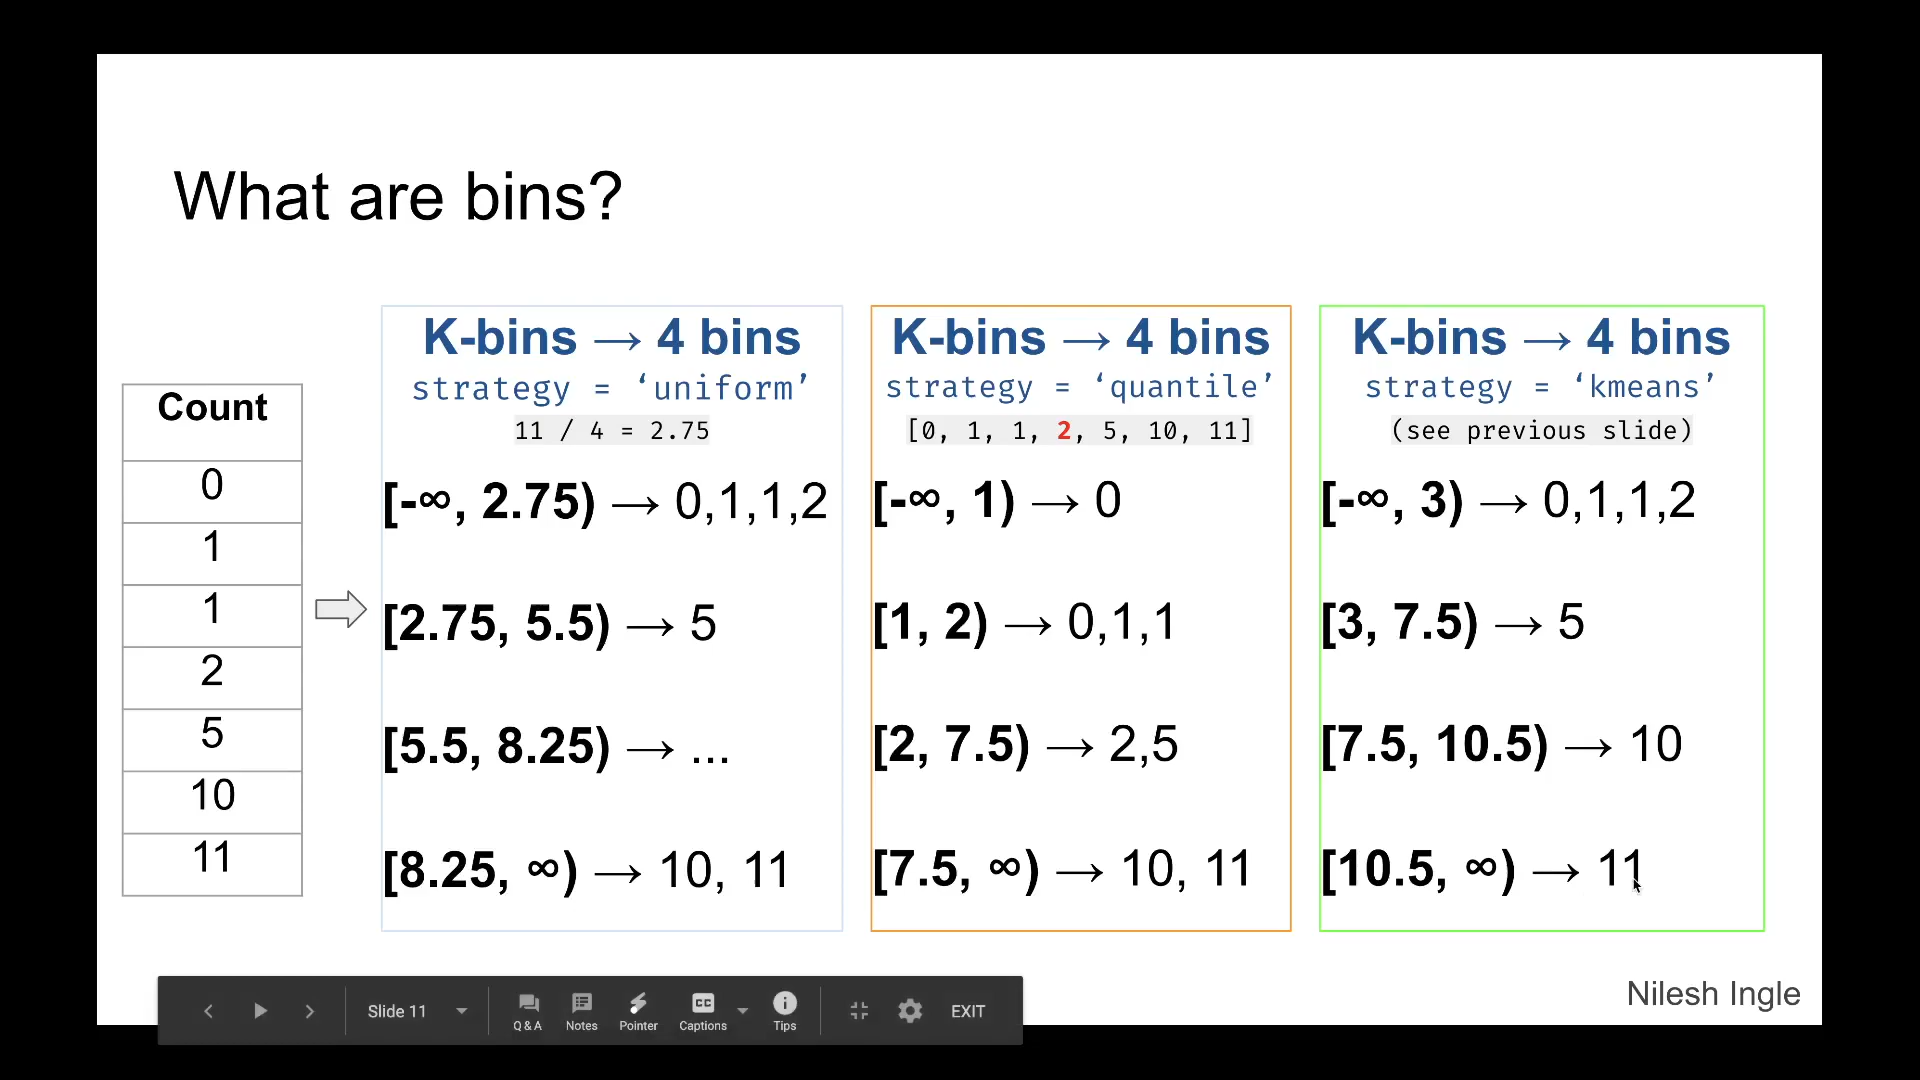 What are bins?
Count
0
1
1
2
5
10
11
K-bins → 4 bins
strategy = ‘uniform’
11 / 4 = 2.75
[-∞, 2.75) → 0,1,1,2
[2.75, 5.5) → 5
[5.5, 8.25) → ...
[8.25, ∞) → 10, 11
K-bins → 4 bins
strategy = ‘quantile’
[0, 1, 1, 2, 5, 10, 11]
[-∞, 1) → 0
[1, 2) → 0,1,1
[2, 7.5) → 2,5
[7.5, ∞) → 10, 11
K-bins → 4 bins
strategy = ‘kmeans’
(see previous slide)
[-∞, 3) → 0,1,1,2
[3, 7.5) → 5
[7.5, 10.5) → 10
[10.5, ∞) → 11
Nilesh Ingle
Slide 11
Q & A
Notes
Pointer
CC
Captions
Tips
EXIT